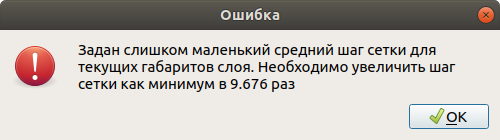 Ошибка
Задан слишком маленький средний шаг сетки для
текущих габаритов слоя. Необходимо увеличить шаг
сетки как минимум в 9.676 раз
OK